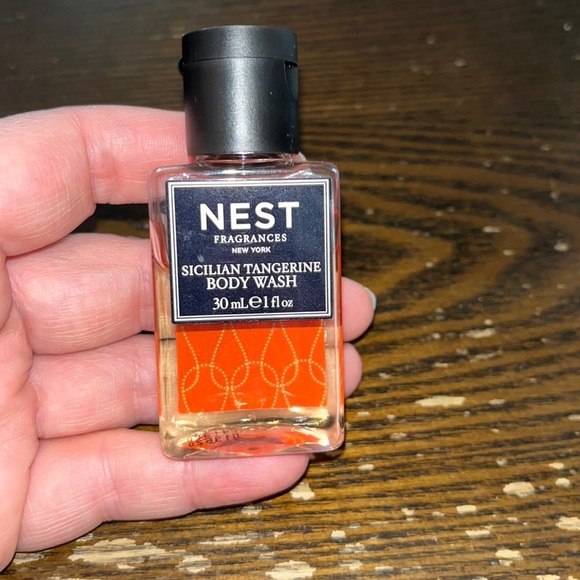 NEST
FRAGRANCES
NEW YORK
SICILIAN TANGERINE
BODY WASH
30 mL℮1 fl oz